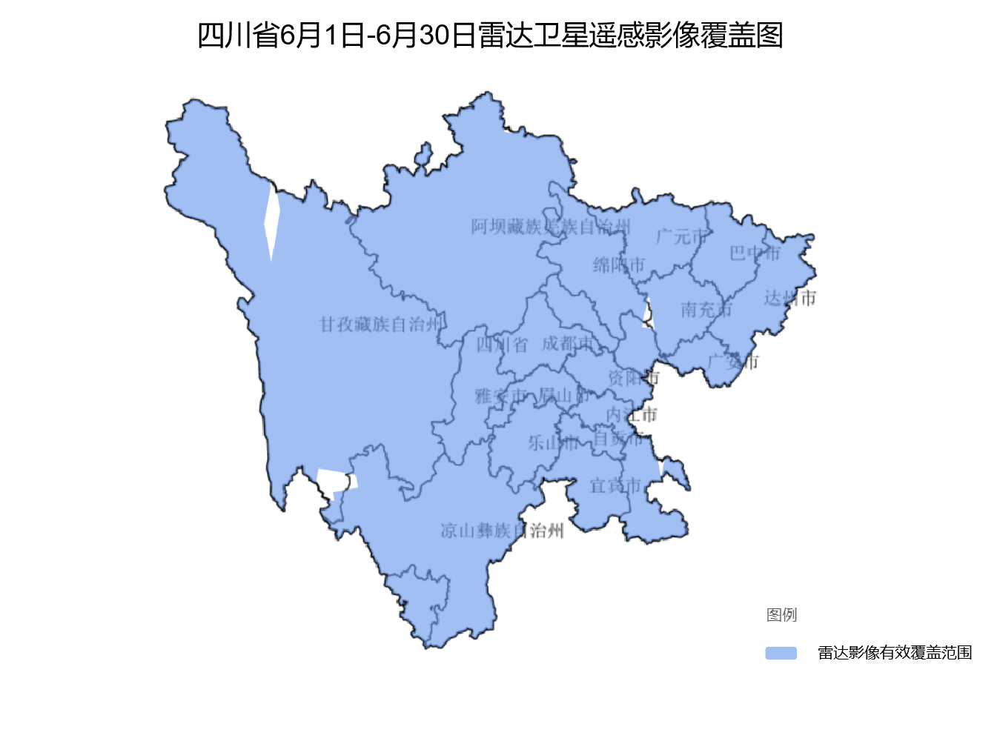 四川省6月1日-6月30日雷达卫星遥感影像覆盖图
阿坝藏族羌族自治州
广元市
巴中市
绵阳市
达州市
南充市
甘孜藏族自治州
四川省
成都市
广安市
资阳市
雅安市
眉山市
内江市
乐山市
自贡市
宜宾市
凉山彝族自治州
图例
雷达影像有效覆盖范围